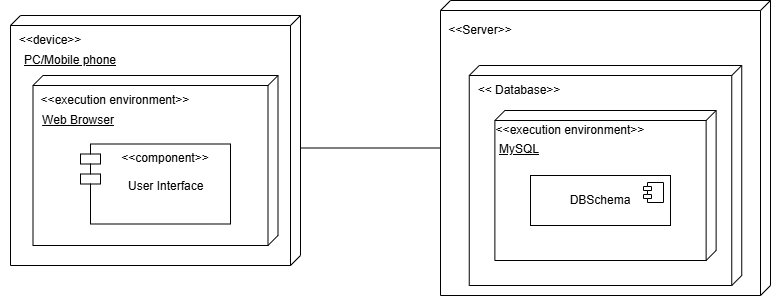 <<device>>
PC/Mobile phone
<<execution environment>>
Web Browser
<<component>>
User Interface
<<Server>>
<< Database>>
<<execution environment>>
MySQL
DBSchema